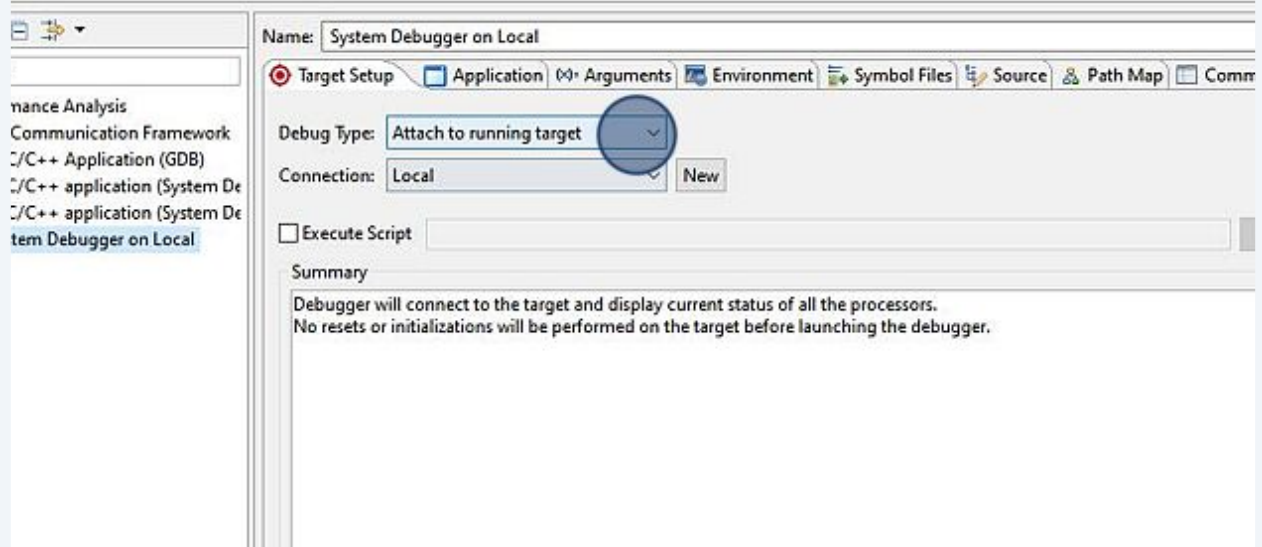 Name: System Debugger on Local
Target Setup Application (x)= Arguments Environment Symbol Files Source Path Map Comm
mance Analysis
Communication Framework
C/C++ Application (GDB)
C/C++ application (System De
C/C++ application (System De
tem Debugger on Local
Debug Type: Attach to running target
Connection: Local New
Execute Script
Summary
Debugger will connect to the target and display current status of all the processors.
No resets or initializations will be performed on the target before launching the debugger.